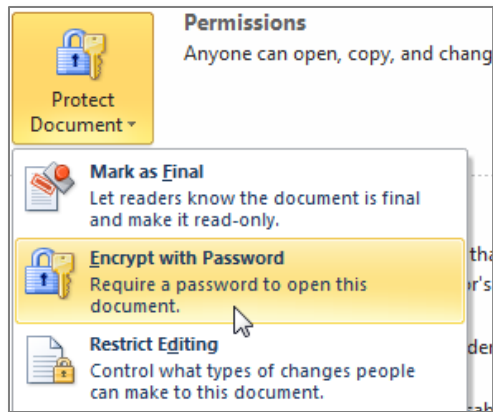 Permissions
Anyone can open, copy, and chang
Protect
Document
Mark as Final
Let readers know the document is final
and make it read-only.
Encrypt with Password
Require a password to open this
document.
Restrict Editing
Control what types of changes people
can make to this document.